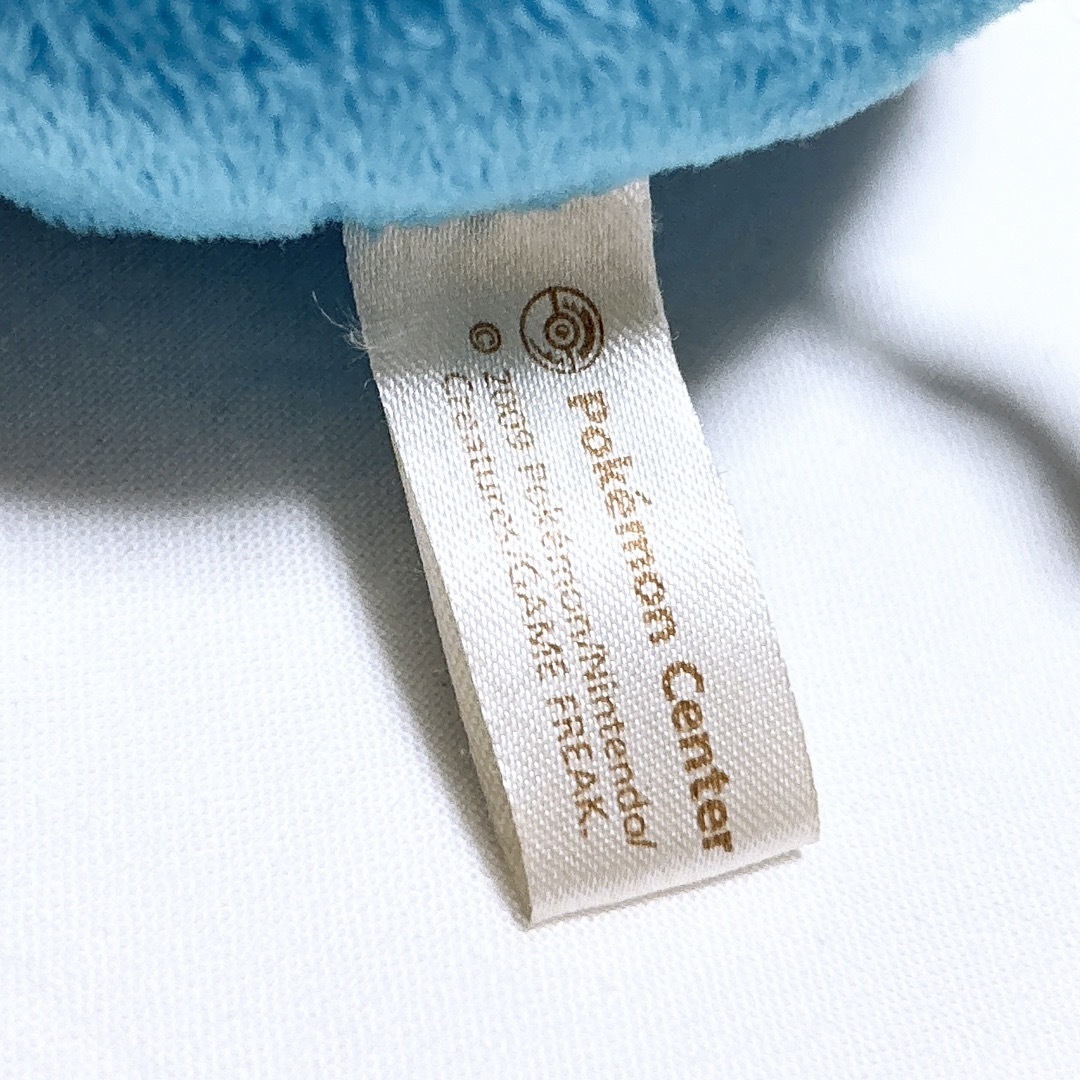 Pokémon Center
© 2009 Pokémon/Nintendo/
Creatures/GAME FREAK.